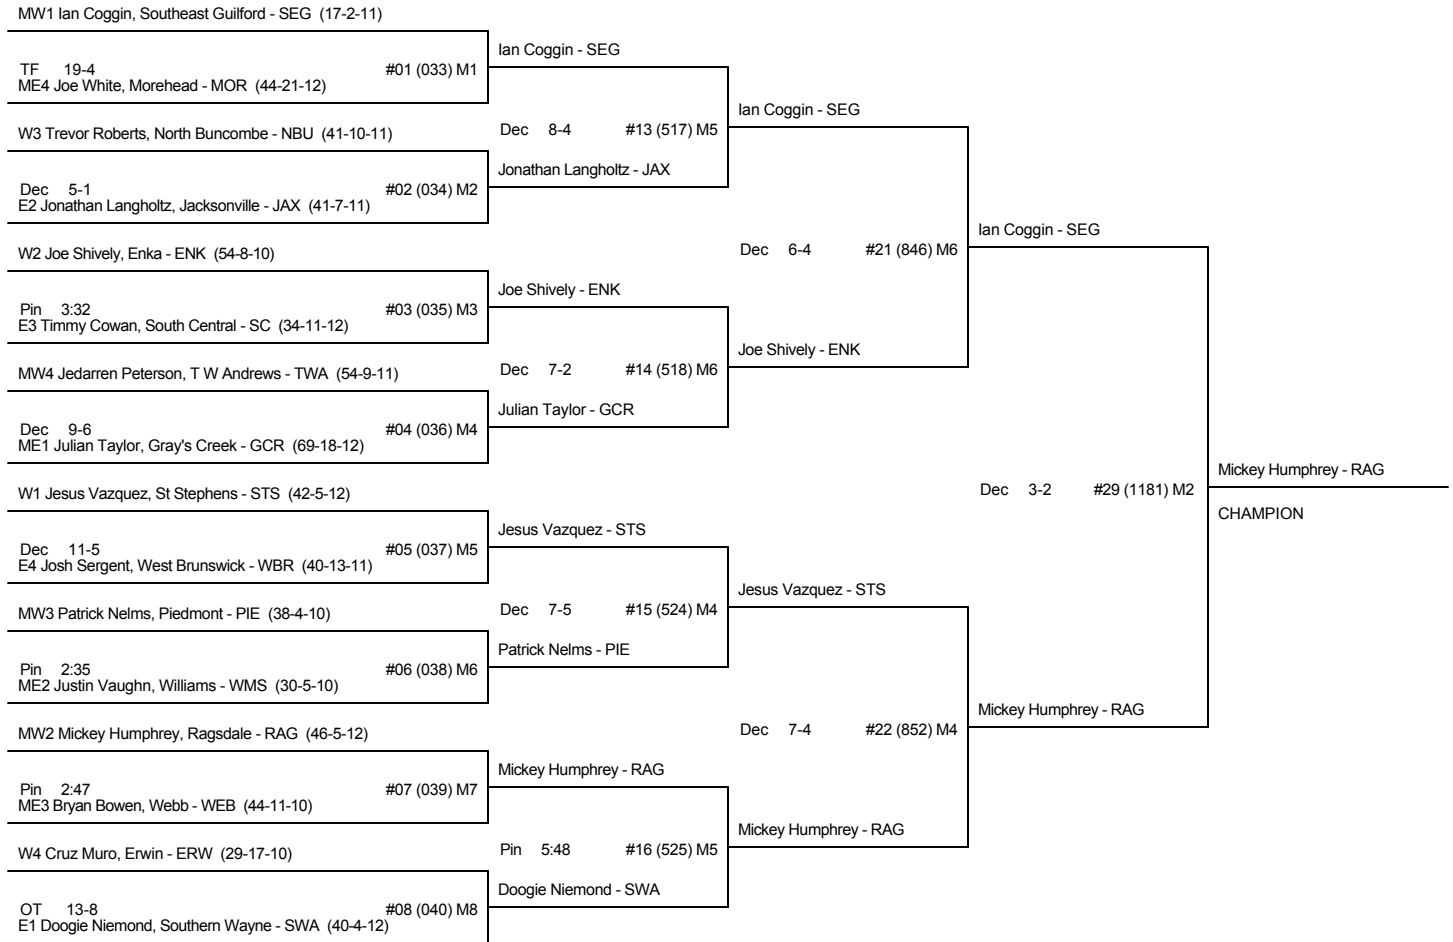 MW1 Ian Coggin, Southeast Guilford - SEG (17-2-11)
Ian Coggin - SEG
TF 19-4 #01 (033) M1
ME4 Joe White, Morehead - MOR (44-21-12)
Ian Coggin - SEG
W3 Trevor Roberts, North Buncombe - NBU (41-10-11)
Dec 8-4 #13 (517) M5
Jonathan Langholtz - JAX
Dec 5-1 #02 (034) M2
E2 Jonathan Langholtz, Jacksonville - JAX (41-7-11)
Ian Coggin - SEG
W2 Joe Shively, Enka - ENK (54-8-10)
Dec 6-4 #21 (846) M6
Joe Shively - ENK
Pin 3:32 #03 (035) M3
E3 Timmy Cowan, South Central - SC (34-11-12)
Joe Shively - ENK
MW4 Jedarren Peterson, T W Andrews - TWA (54-9-11)
Dec 7-2 #14 (518) M6
Julian Taylor - GCR
Dec 9-6 #04 (036) M4
ME1 Julian Taylor, Gray's Creek - GCR (69-18-12)
Mickey Humphrey - RAG
W1 Jesus Vazquez, St Stephens - STS (42-5-12)
Dec 3-2 #29 (1181) M2
CHAMPION
Jesus Vazquez - STS
Dec 11-5 #05 (037) M5
E4 Josh Sergent, West Brunswick - WBR (40-13-11)
Jesus Vazquez - STS
MW3 Patrick Nelms, Piedmont - PIE (38-4-10)
Dec 7-5 #15 (524) M4
Patrick Nelms - PIE
Pin 2:35 #06 (038) M6
ME2 Justin Vaughn, Williams - WMS (30-5-10)
Mickey Humphrey - RAG
MW2 Mickey Humphrey, Ragsdale - RAG (46-5-12)
Dec 7-4 #22 (852) M4
Mickey Humphrey - RAG
Pin 2:47 #07 (039) M7
ME3 Bryan Bowen, Webb - WEB (44-11-10)
Mickey Humphrey - RAG
W4 Cruz Muro, Erwin - ERW (29-17-10)
Pin 5:48 #16 (525) M5
Doogie Niemond - SWA
OT 13-8 #08 (040) M8
E1 Doogie Niemond, Southern Wayne - SWA (40-4-12)